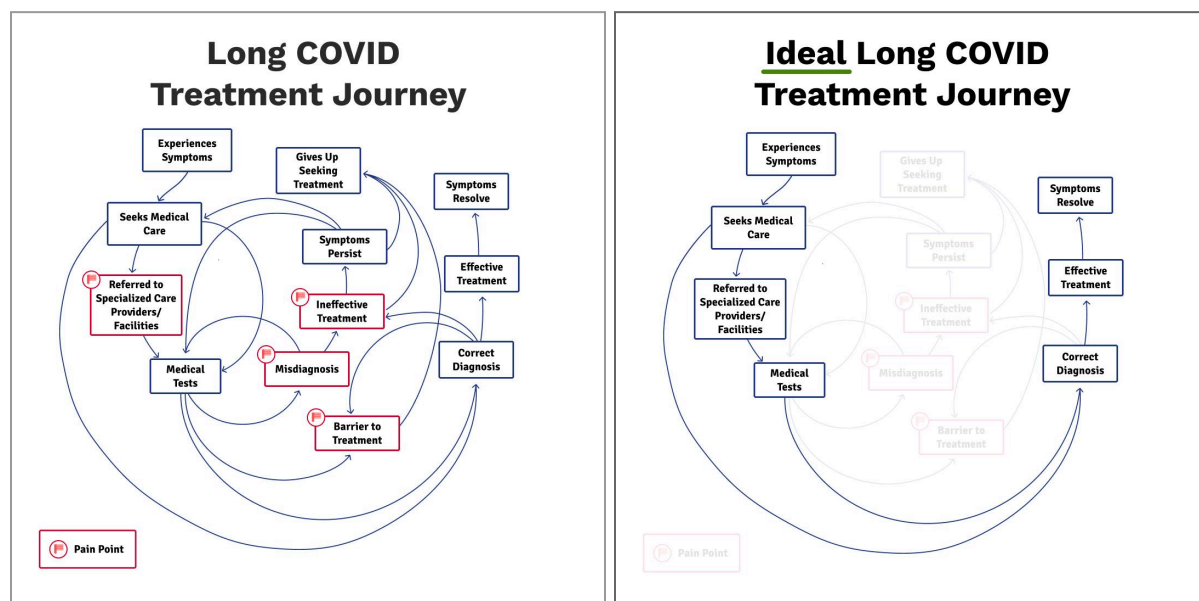 Long COVID
Treatment Journey
Experiences
Symptoms
Gives Up
Seeking
Treatment
Symptoms
Resolve
Seeks Medical
Care
Symptoms
Persist
Effective
Treatment
Referred to
Specialized Care
Providers/
Facilities
Ineffective
Treatment
Correct
Diagnosis
Medical
Tests
Misdiagnosis
Barrier to
Treatment
Pain Point
Ideal Long COVID
Treatment Journey
Experiences
Symptoms
Gives Up
Seeking
Treatment
Symptoms
Resolve
Seeks Medical
Care
Symptoms
Persist
Effective
Treatment
Referred to
Specialized Care
Providers/
Facilities
Ineffective
Treatment
Correct
Diagnosis
Medical
Tests
Misdiagnosis
Barrier to
Treatment
Pain Point